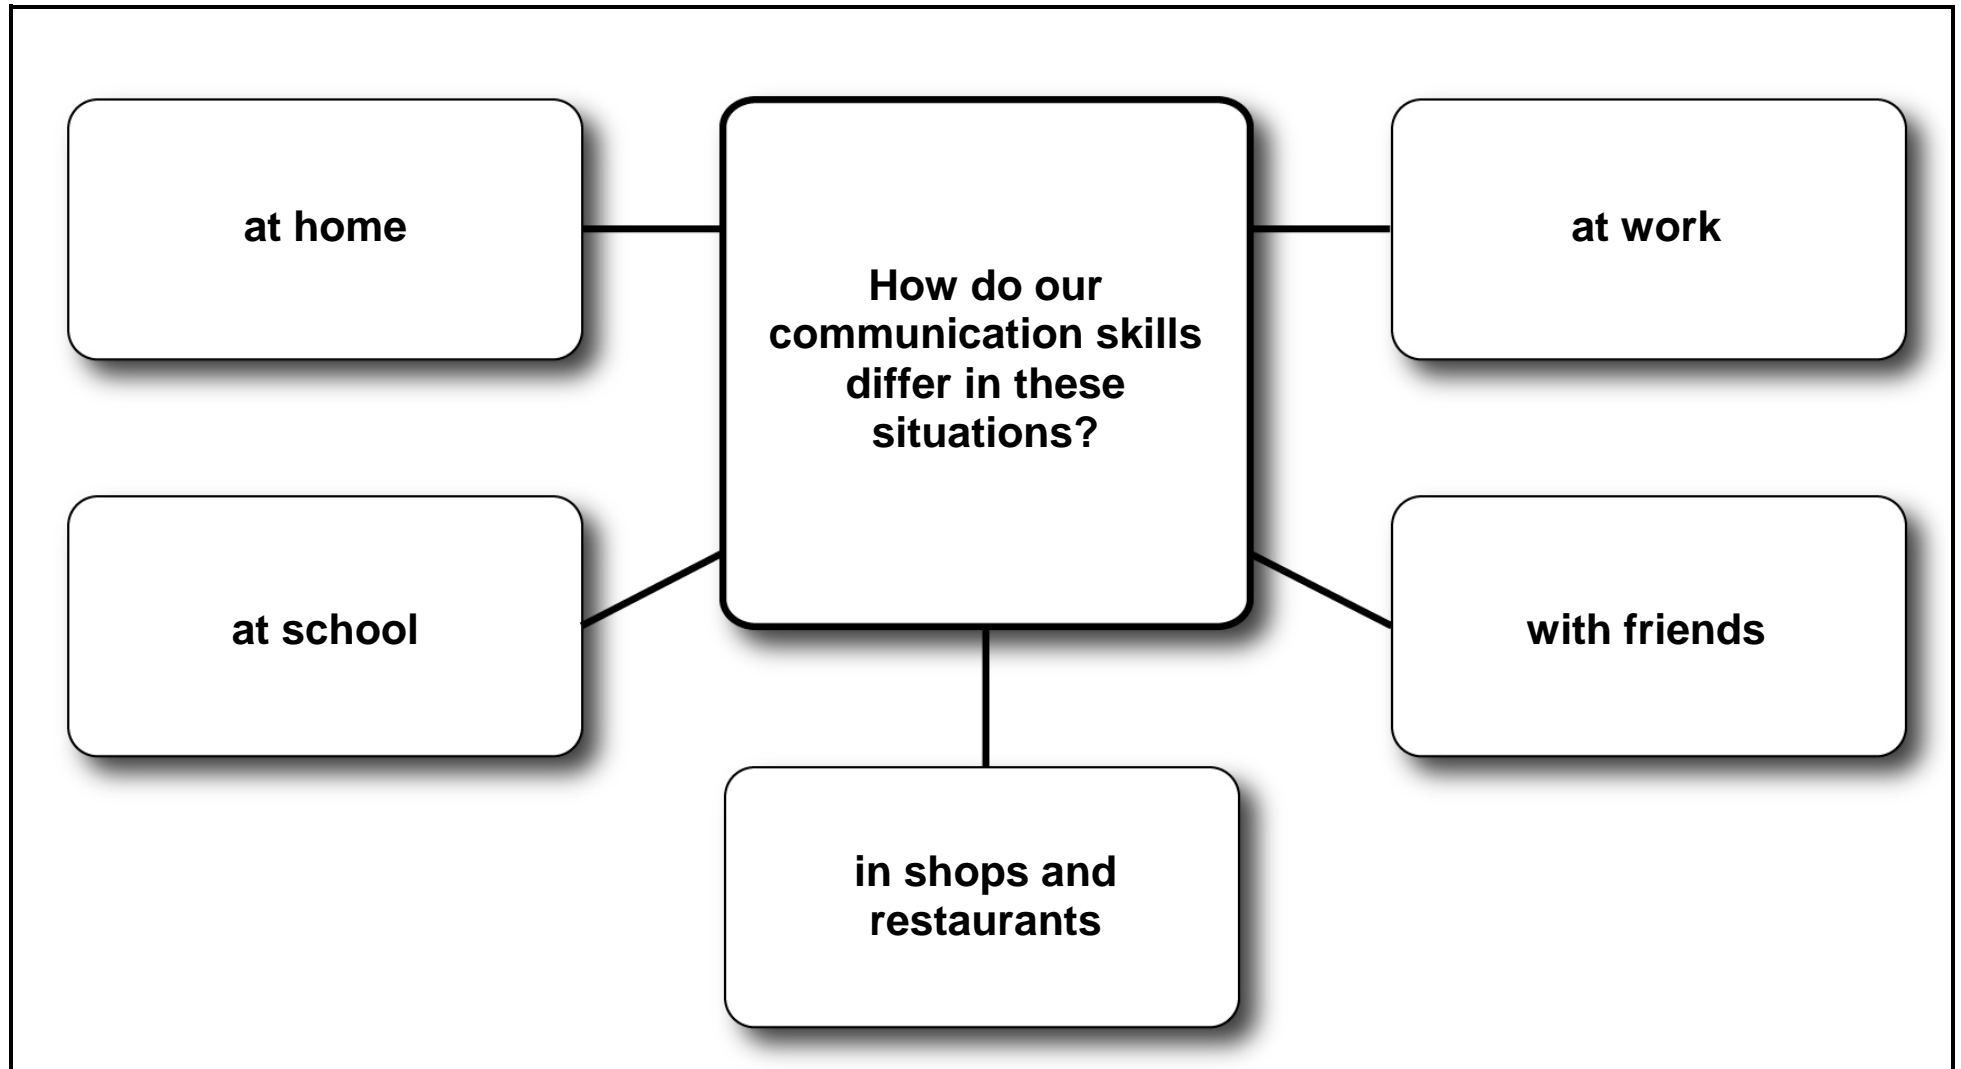 at home
How do our
communication skills
differ in these
situations?
at work
at school
with friends
in shops and
restaurants